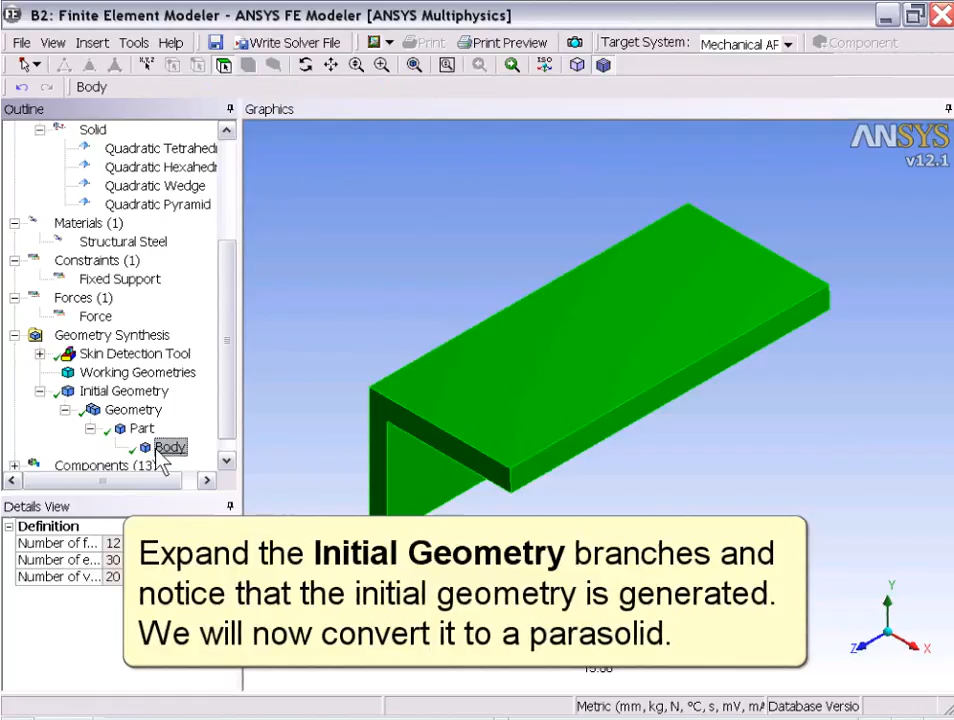 B2: Finite Element Modeler - ANSYS FE Modeler [ANSYS Multiphysics]
File View Insert Tools Help Write Solver File Print Print Preview Target System: Mechanical AF Component
Body
Outline
Graphics
Solid
Quadratic Tetrahed
Quadratic Hexahed
Quadratic Wedge
Quadratic Pyramid
Materials (1)
Structural Steel
Constraints (1)
Fixed Support
Forces (1)
Force
Geometry Synthesis
Skin Detection Tool
Working Geometries
Initial Geometry
Geometry
Part
Body
Components (13)
ANSYS
v12.1
Details View
Definition
Number of f... 12
Number of e... 30
Number of v... 20
Expand the Initial Geometry branches and
notice that the initial geometry is generated.
We will now convert it to a parasolid.
Y
Z X
Metric (mm, kg, N, °C, s, mV, mA Database Versio